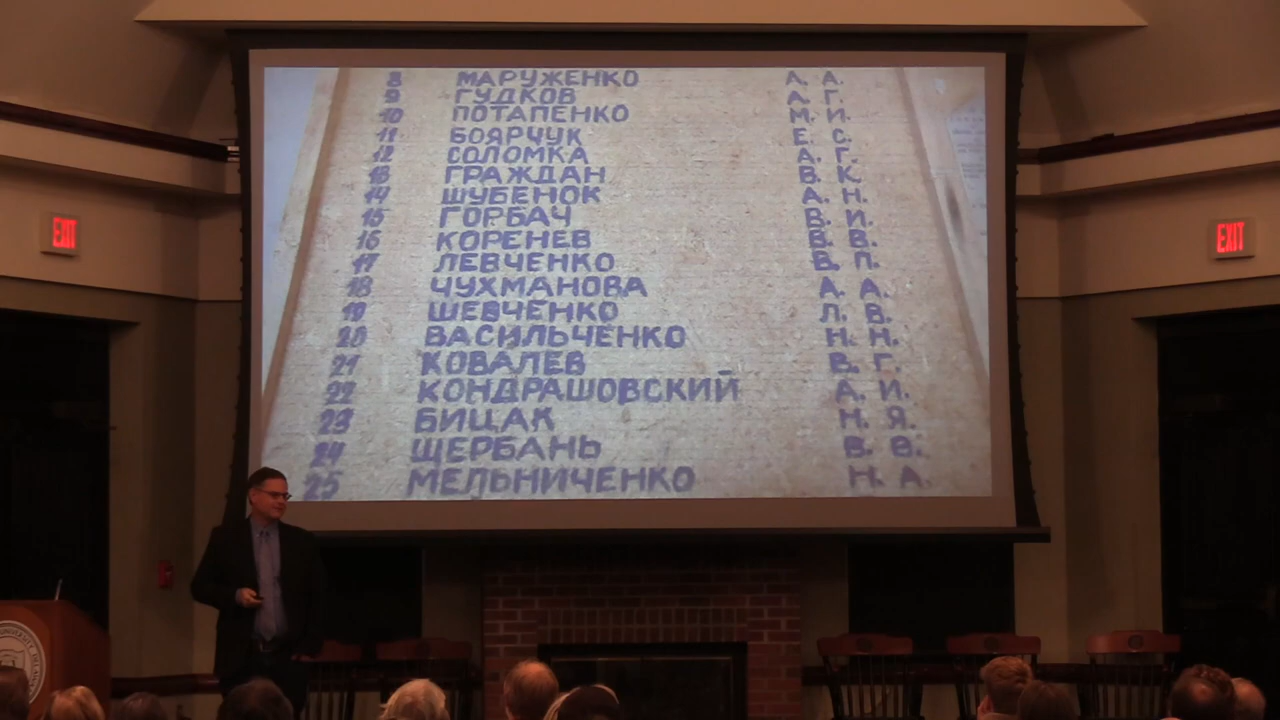 8 МАРУЖЕНКО А. А.
9 ГУДКОВ А. Г.
10 ПОТАПЕНКО М. И.
11 БОЯРЧУК Е. С.
12 СОЛОМКА А. Г.
13 ГРАЖДАН В. К.
14 ШУБЕНОК А. Н.
15 ГОРБАЧ В. И.
16 КОРЕНЕВ В. В.
17 ЛЕВЧЕНКО В. П.
18 ЧУХМАНОВА А. А.
19 ШЕВЧЕНКО Л. В.
20 ВАСИЛЬЧЕНКО Н. Н.
21 КОВАЛЕВ В. Г.
22 КОНДРАШОВСКИЙ А. И.
23 БИЦАК Н. Я.
24 ЩЕРБАНЬ В. Ф.
25 МЕЛЬНИЧЕНКО Н. А.
EXIT
EXIT